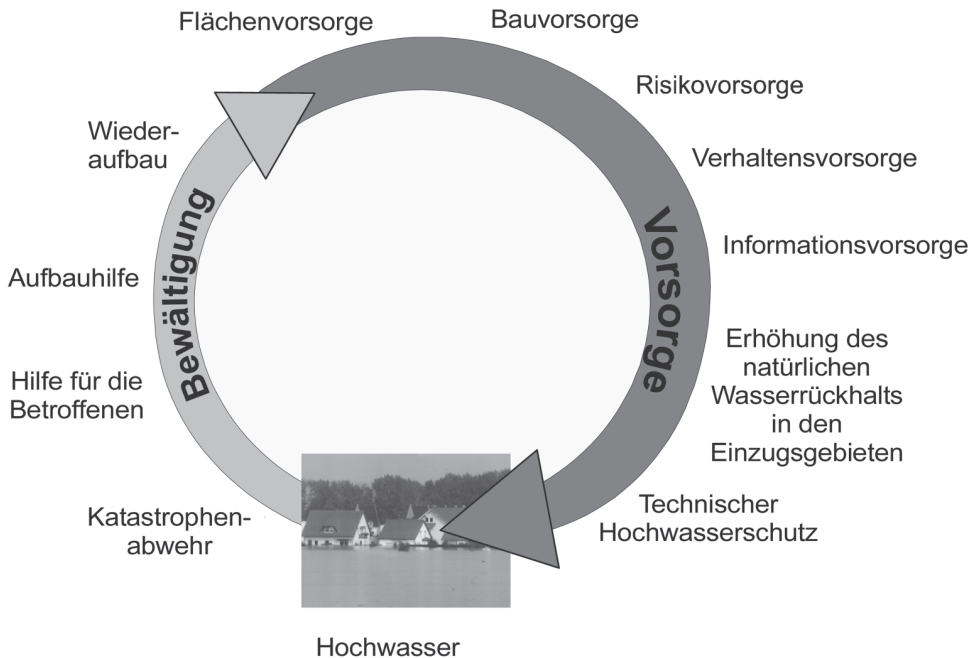 Flächenvorsorge
Bauvorsorge
Risikovorsorge
Verhaltensvorsorge
Informationsvorsorge
Erhöhung des
natürlichen
Wasserrückhalts
in den
Einzugsgebieten
Technischer
Hochwasserschutz
Vorsorge
Hochwasser
Katastrophen-
abwehr
Hilfe für die
Betroffenen
Aufbauhilfe
Wieder-
aufbau
Bewältigung